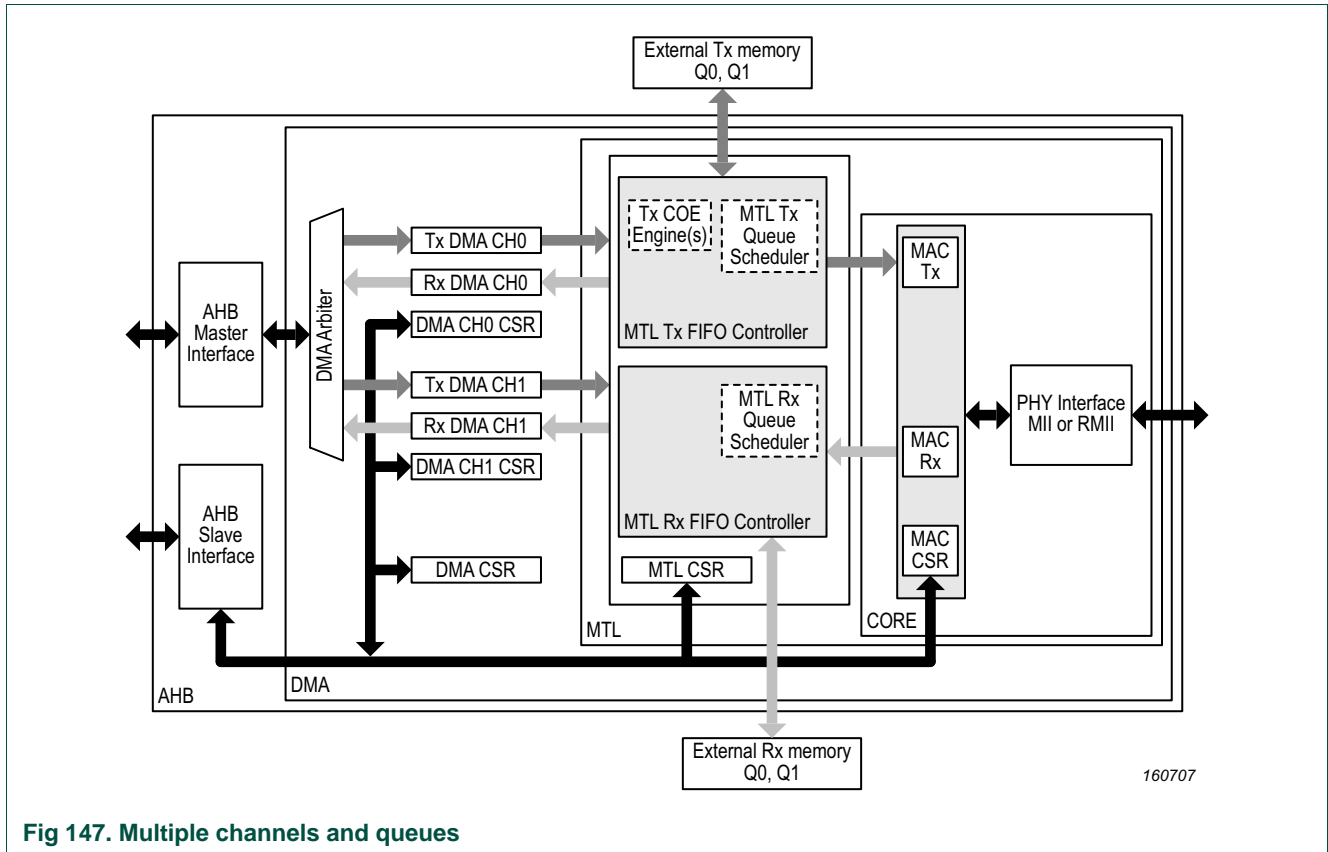 External Tx memory
Q0, Q1
AHB
Master
Interface
AHB
Slave
Interface
DMA Arbiter
Tx DMA CH0
Rx DMA CH0
DMA CH0 CSR
Tx DMA CH1
Rx DMA CH1
DMA CH1 CSR
DMA CSR
Tx COE
Engine(s)
MTL Tx
Queue
Scheduler
MTL Tx FIFO Controller
MTL Rx
Queue
Scheduler
MTL Rx FIFO Controller
MTL CSR
MAC
Tx
MAC
Rx
MAC
CSR
PHY Interface
MII or RMII
CORE
MTL
DMA
AHB
External Rx memory
Q0, Q1
160707
Fig 147. Multiple channels and queues